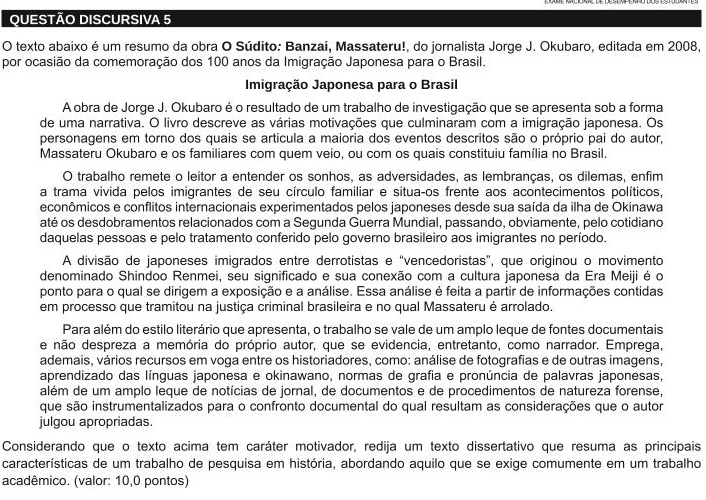 EXAME NACIONAL DE DESEMPENHO DOS ESTUDANTES
QUESTÃO DISCURSIVA 5
O texto abaixo é um resumo da obra O Súdito: Banzai, Massateru!, do jornalista Jorge J. Okubaro, editada em 2008,
por ocasião da comemoração dos 100 anos da Imigração Japonesa para o Brasil.
Imigração Japonesa para o Brasil
A obra de Jorge J. Okubaro é o resultado de um trabalho de investigação que se apresenta sob a forma
de uma narrativa. O livro descreve as várias motivações que culminaram com a imigração japonesa. Os
personagens em torno dos quais se articula a maioria dos eventos descritos são o próprio pai do autor,
Massateru Okubaro e os familiares com quem veio, ou com os quais constituiu família no Brasil.
O trabalho remete o leitor a entender os sonhos, as adversidades, as lembranças, os dilemas, enfim
a trama vivida pelos imigrantes de seu círculo familiar e situa-os frente aos acontecimentos políticos,
econômicos e conflitos internacionais experimentados pelos japoneses desde sua saída da ilha de Okinawa
até os desdobramentos relacionados com a Segunda Guerra Mundial, passando, obviamente, pelo cotidiano
daquelas pessoas e pelo tratamento conferido pelo governo brasileiro aos imigrantes no período.
A divisão de japoneses imigrados entre derrotistas e “vencedoristas”, que originou o movimento
denominado Shindoo Renmei, seu significado e sua conexão com a cultura japonesa da Era Meiji é o
ponto para o qual se dirigem a exposição e a análise. Essa análise é feita a partir de informações contidas
em processo que tramitou na justiça criminal brasileira e no qual Massateru é arrolado.
Para além do estilo literário que apresenta, o trabalho se vale de um amplo leque de fontes documentais
e não despreza a memória do próprio autor, que se evidencia, entretanto, como narrador. Emprega,
ademais, vários recursos em voga entre os historiadores, como: análise de fotografias e de outras imagens,
aprendizado das línguas japonesa e okinawano, normas de grafia e pronúncia de palavras japonesas,
além de um amplo leque de notícias de jornal, de documentos e de procedimentos de natureza forense,
que são instrumentalizados para o confronto documental do qual resultam as considerações que o autor
julgou apropriadas.
Considerando que o texto acima tem caráter motivador, redija um texto dissertativo que resuma as principais
características de um trabalho de pesquisa em história, abordando aquilo que se exige comumente em um trabalho
acadêmico. (valor: 10,0 pontos)